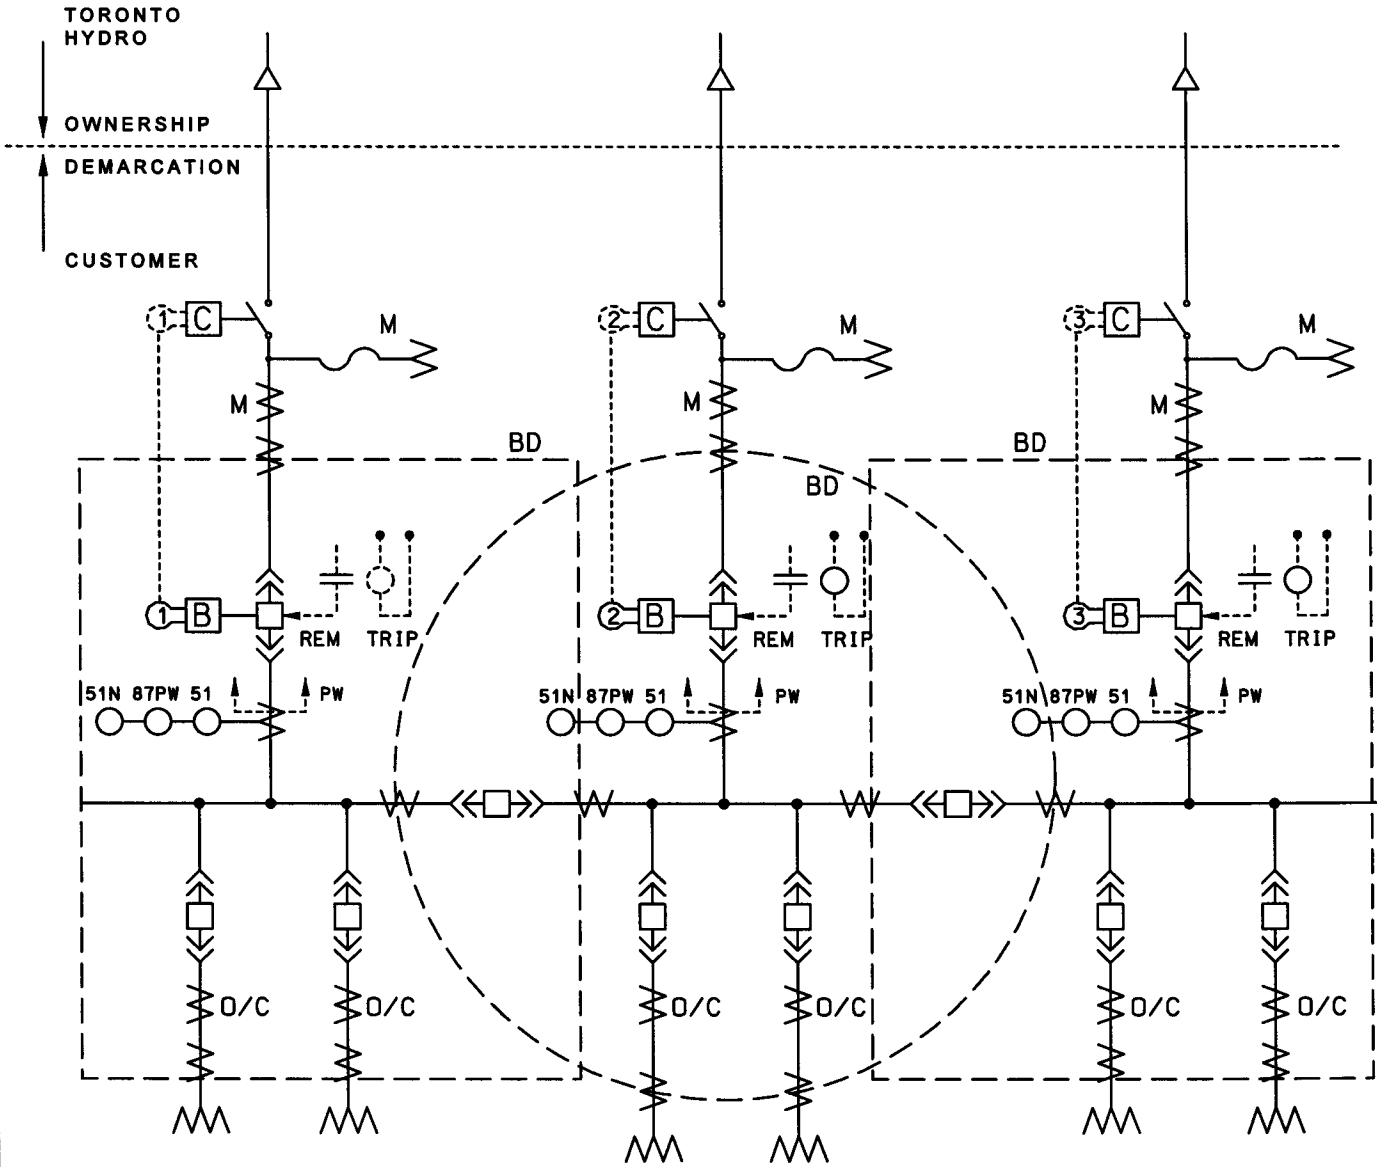 TORONTO
HYDRO
OWNERSHIP
DEMARCATION
CUSTOMER
1 C M 2 C M 3 C M
M M M
BD BD BD
1 B REM TRIP 2 B REM TRIP 3 B REM TRIP
51N 87PW 51 PW 51N 87PW 51 PW 51N 87PW 51 PW
O/C O/C O/C O/C O/C O/C